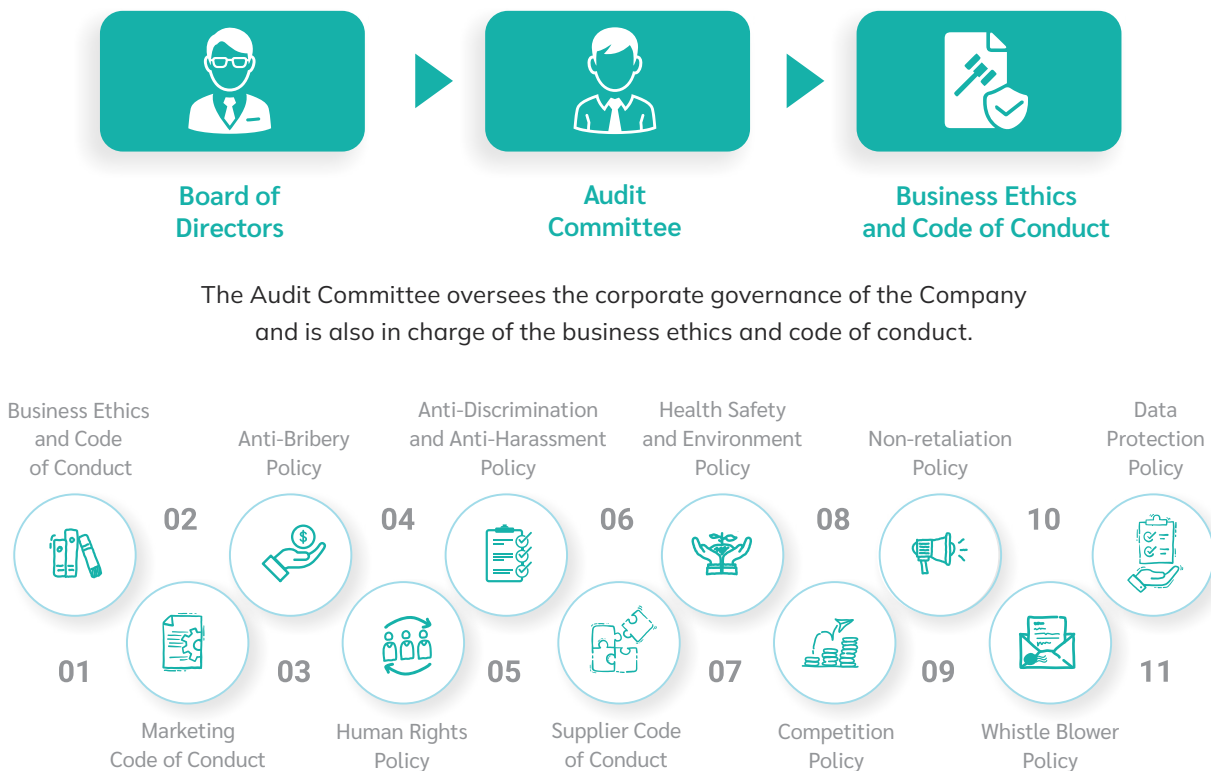 Board of
Directors
Audit
Committee
Business Ethics
and Code of Conduct
The Audit Committee oversees the corporate governance of the Company
and is also in charge of the business ethics and code of conduct.
Business Ethics
and Code
of Conduct
01
02
Marketing
Code of Conduct
Anti-Bribery
Policy
03
04
Human Rights
Policy
Anti-Discrimination
and Anti-Harassment
Policy
05
06
Supplier Code
of Conduct
Health Safety
and Environment
Policy
07
08
Competition
Policy
Non-retaliation
Policy
09
10
Whistle Blower
Policy
Data
Protection
Policy
11
$